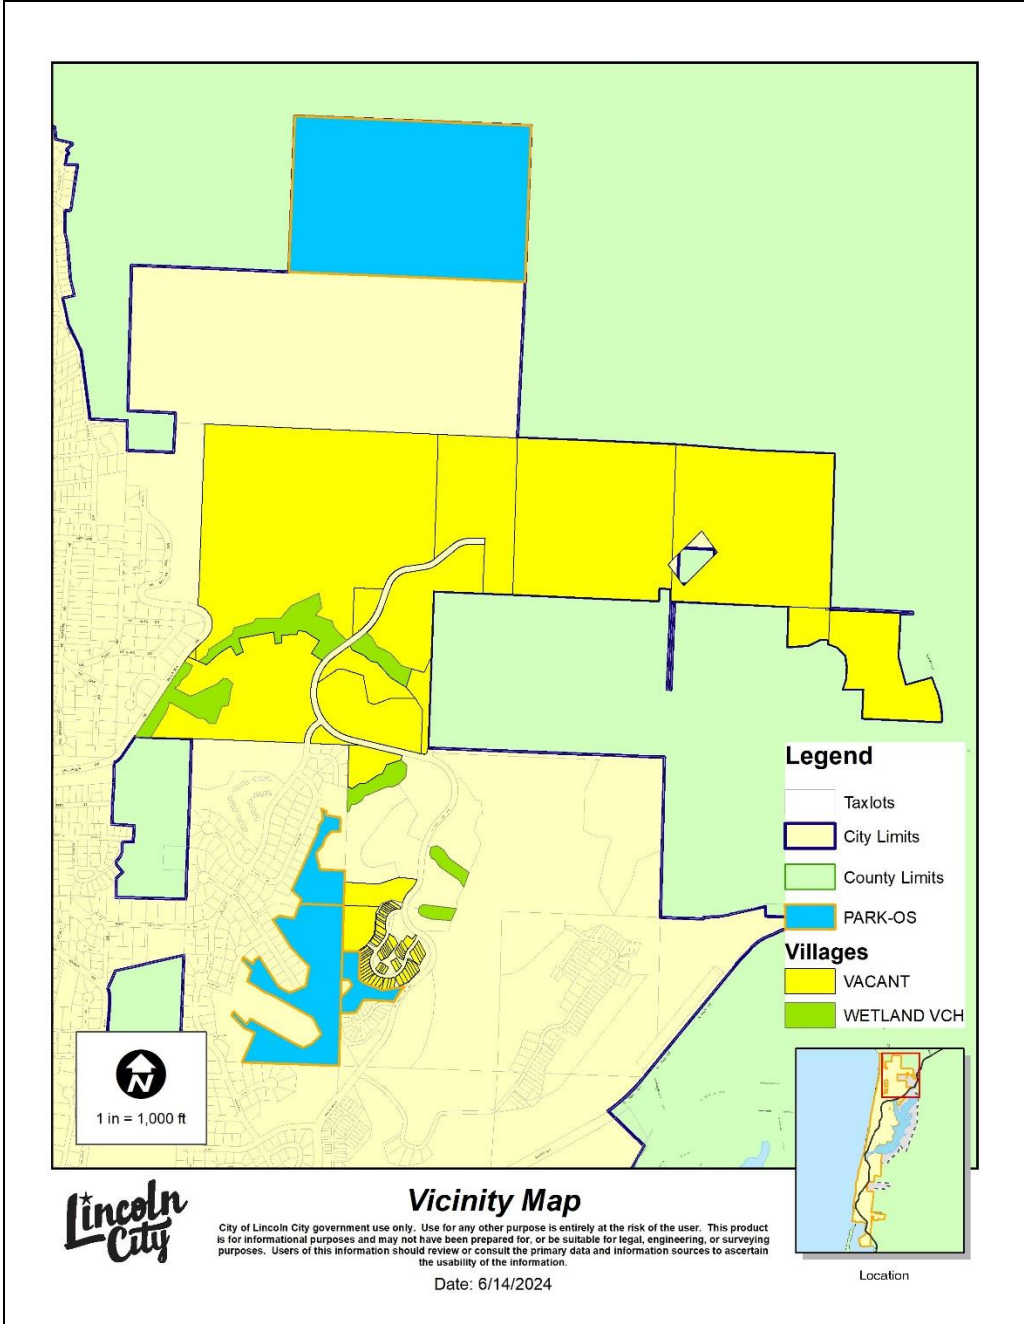 Legend
Taxlots
City Limits
County Limits
PARK-OS
Villages
VACANT
WETLAND VCH
N
1 in = 1,000 ft
Lincoln
City
Vicinity Map
City of Lincoln City government use only. Use for any other purpose is entirely at the risk of the user. This product
is for informational purposes and may not have been prepared for, or be suitable for legal, engineering, or surveying
purposes. Users of this information should review or consult the primary data and information sources to ascertain
the usability of the information.
Date: 6/14/2024
Location